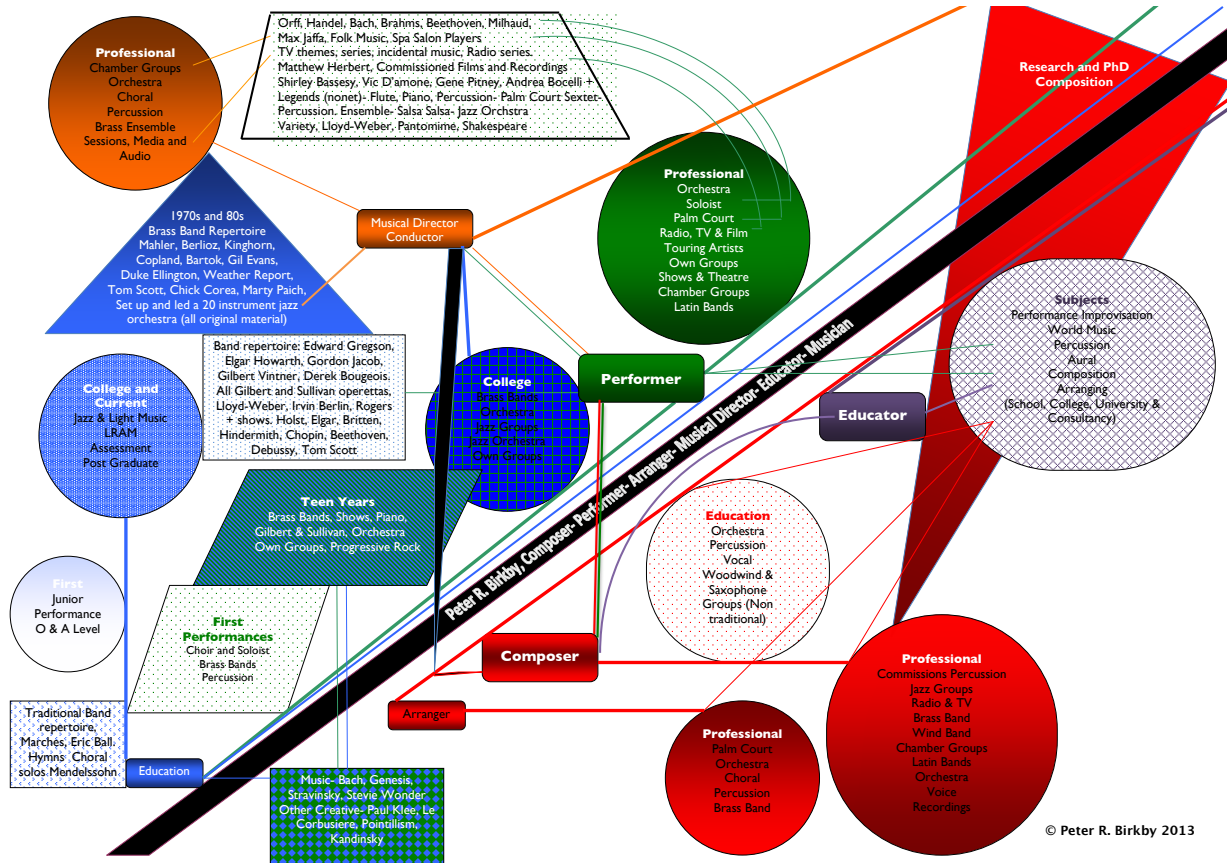 Professional
Chamber Groups
Orchestra
Choral
Percussion
Brass Ensemble
Sessions, Media and
Audio
Orff, Handel, Bach, Brahms, Beethoven, Milhaud,
Max Jaffa, Folk Music, Spa Salon Players
TV themes, series, incidental music, Radio series.
Matthew Herbert, Commissioned Films and Recordings
Shirley Bassesy, Vic D'amone, Gene Pitney, Andrea Bocelli +
Legends (nonet)- Flute, Piano, Percussion- Palm Court Sextet-
Percussion. Ensemble- Salsa Salsa- Jazz Orchstra
Variety, Lloyd-Weber, Pantomime, Shakespeare
Research and PhD
Composition
Professional
Orchestra
Soloist
Palm Court
Radio, TV & Film
Touring Artists
Own Groups
Shows & Theatre
Chamber Groups
Latin Bands
1970s and 80s
Brass Band Repertoire
Mahler, Berlioz, Kinghorn,
Copland, Bartok, Gil Evans,
Duke Ellington, Weather Report,
Tom Scott, Chick Corea, Marty Paich,
Set up and led a 20 instrument jazz
orchestra (all original material)
Musical Director
Conductor
Subjects
Performance Improvisation
World Music
Percussion
Aural
Composition
Arranging
(School, College, University &
Consultancy)
Band repertoire: Edward Gregson,
Elgar Howarth, Gordon Jacob,
Gilbert Vintner, Derek Bougeois.
All Gilbert and Sullivan operettas,
Lloyd-Weber, Irvin Berlin, Rogers
+ shows. Holst, Elgar, Britten,
Hindermith, Chopin, Beethoven,
Debussy, Tom Scott
College and
Current
Jazz & Light Music
LRAM
Assessment
Post Graduate
College
Brass Bands
Orchestra
Jazz Groups
Jazz Orchestra
Own Groups
Performer
Educator
Peter R. Birkby, Composer- Performer- Arranger- Musical Director- Educator- Musician
Teen Years
Brass Bands, Shows, Piano,
Gilbert & Sullivan, Orchestra
Own Groups, Progressive Rock
Education
Orchestra
Percussion
Vocal
Woodwind &
Saxophone
Groups (Non
traditional)
First
Junior
Performance
O & A Level
First
Performances
Choir and Soloist
Brass Bands
Percussion
Composer
Arranger
Professional
Commissions Percussion
Jazz Groups
Radio & TV
Brass Band
Wind Band
Chamber Groups
Latin Bands
Orchestra
Voice
Recordings
Traditional Band
repertoire,
Marches, Eric Ball,
Hymns Choral
solos Mendelssohn
Education
Professional
Palm Court
Orchestra
Choral
Percussion
Brass Band
Music- Bach, Genesis,
Stravinsky, Stevie Wonder
Other Creative- Paul Klee, Le
Corbusiere, Pointillism,
Kandinsky
© Peter R. Birkby 2013